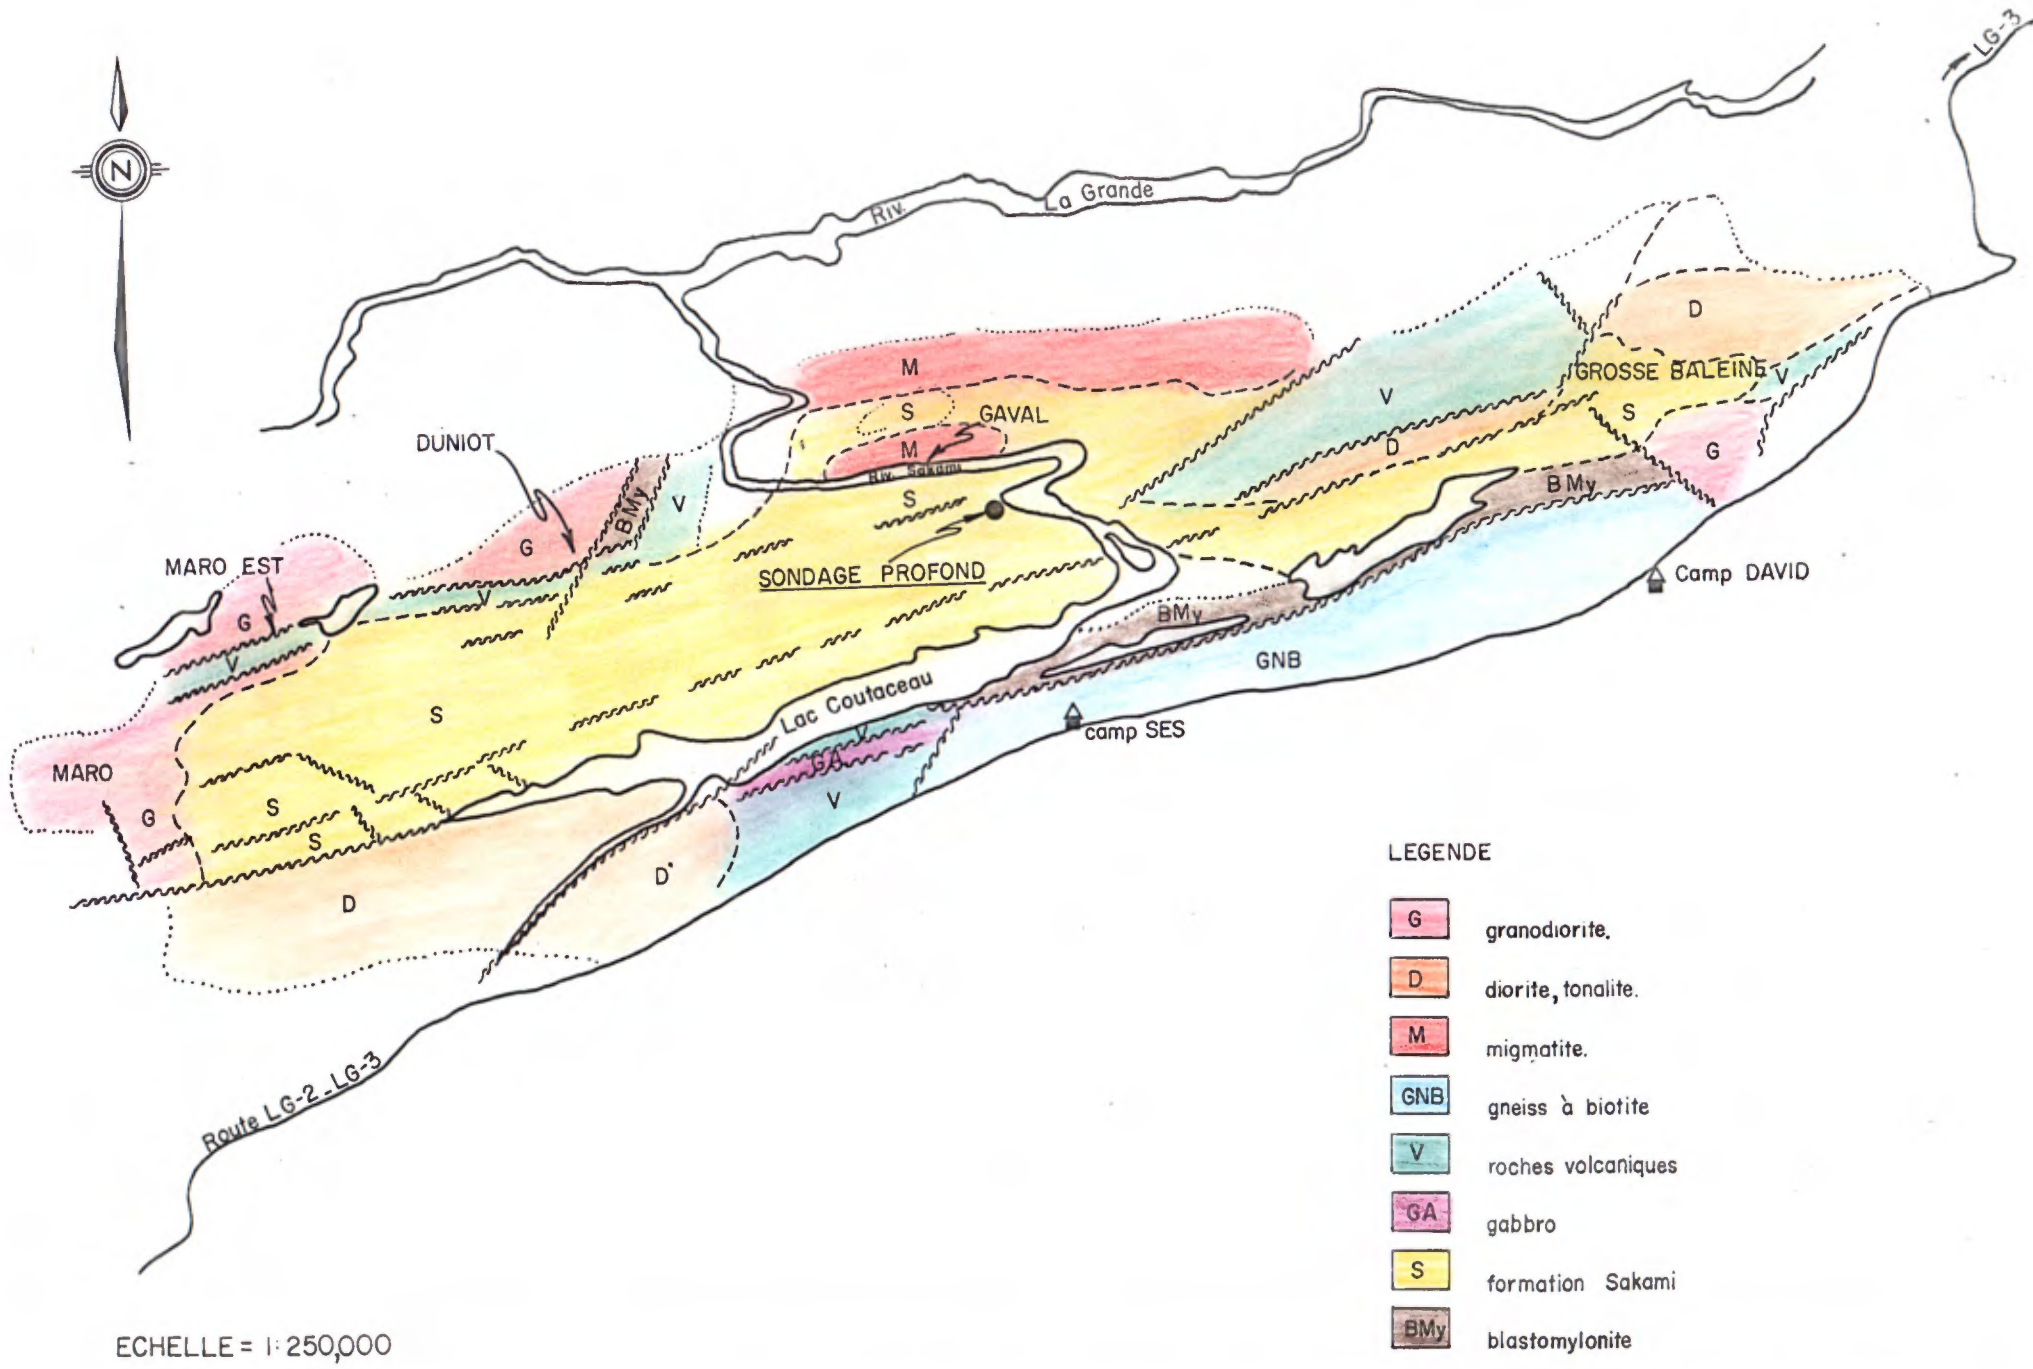 LG-3
N
Riv.
La Grande
D
M
GROSSE BALEINE
V
V
S
GAVAL
S
DUNIOT
M
D
G
Riv. Sakami
V
BMy
S
BMy
G
SONDAGE PROFOND
Camp DAVID
MARO EST
V
BMy
G
V
GNB
Lac Coutaceau
S
V
camp SES
MARO
GA
V
G
S
S
D'
D
LEGENDE
G granodiorite.
D diorite, tonalite.
M migmatite.
GNB gneiss à biotite
V roches volcaniques
GA gabbro
S formation Sakami
BMy blastomylonite
Route LG-2_LG-3
ECHELLE = 1:250,000